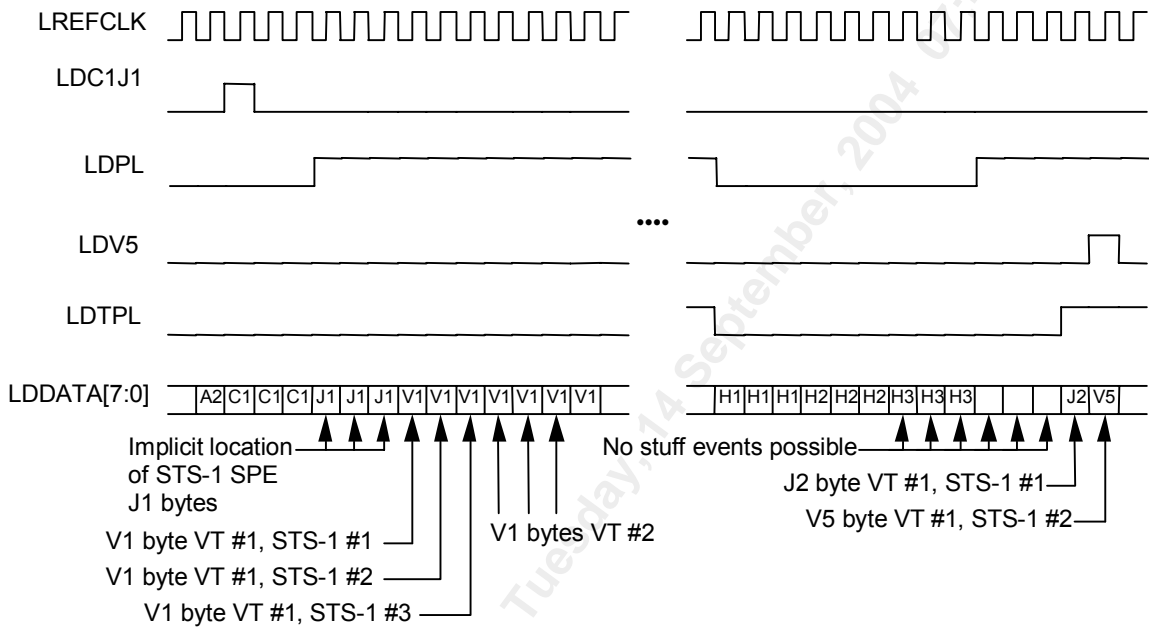 LREFCLK
LDC1J1
LDPL
....
LDV5
LDTPL
LDDATA[7:0]
A2 C1 C1 C1 J1 J1 J1 V1 V1 V1 V1 V1 V1 V1
H1 H1 H1 H2 H2 H2 H3 H3 H3 J2 V5
Implicit location
of STS-1 SPE
J1 bytes
V1 byte VT #1, STS-1 #1
V1 byte VT #1, STS-1 #2
V1 byte VT #1, STS-1 #3
V1 bytes VT #2
No stuff events possible
J2 byte VT #1, STS-1 #1
V5 byte VT #1, STS-1 #2
Tuesday, 14 September, 2004